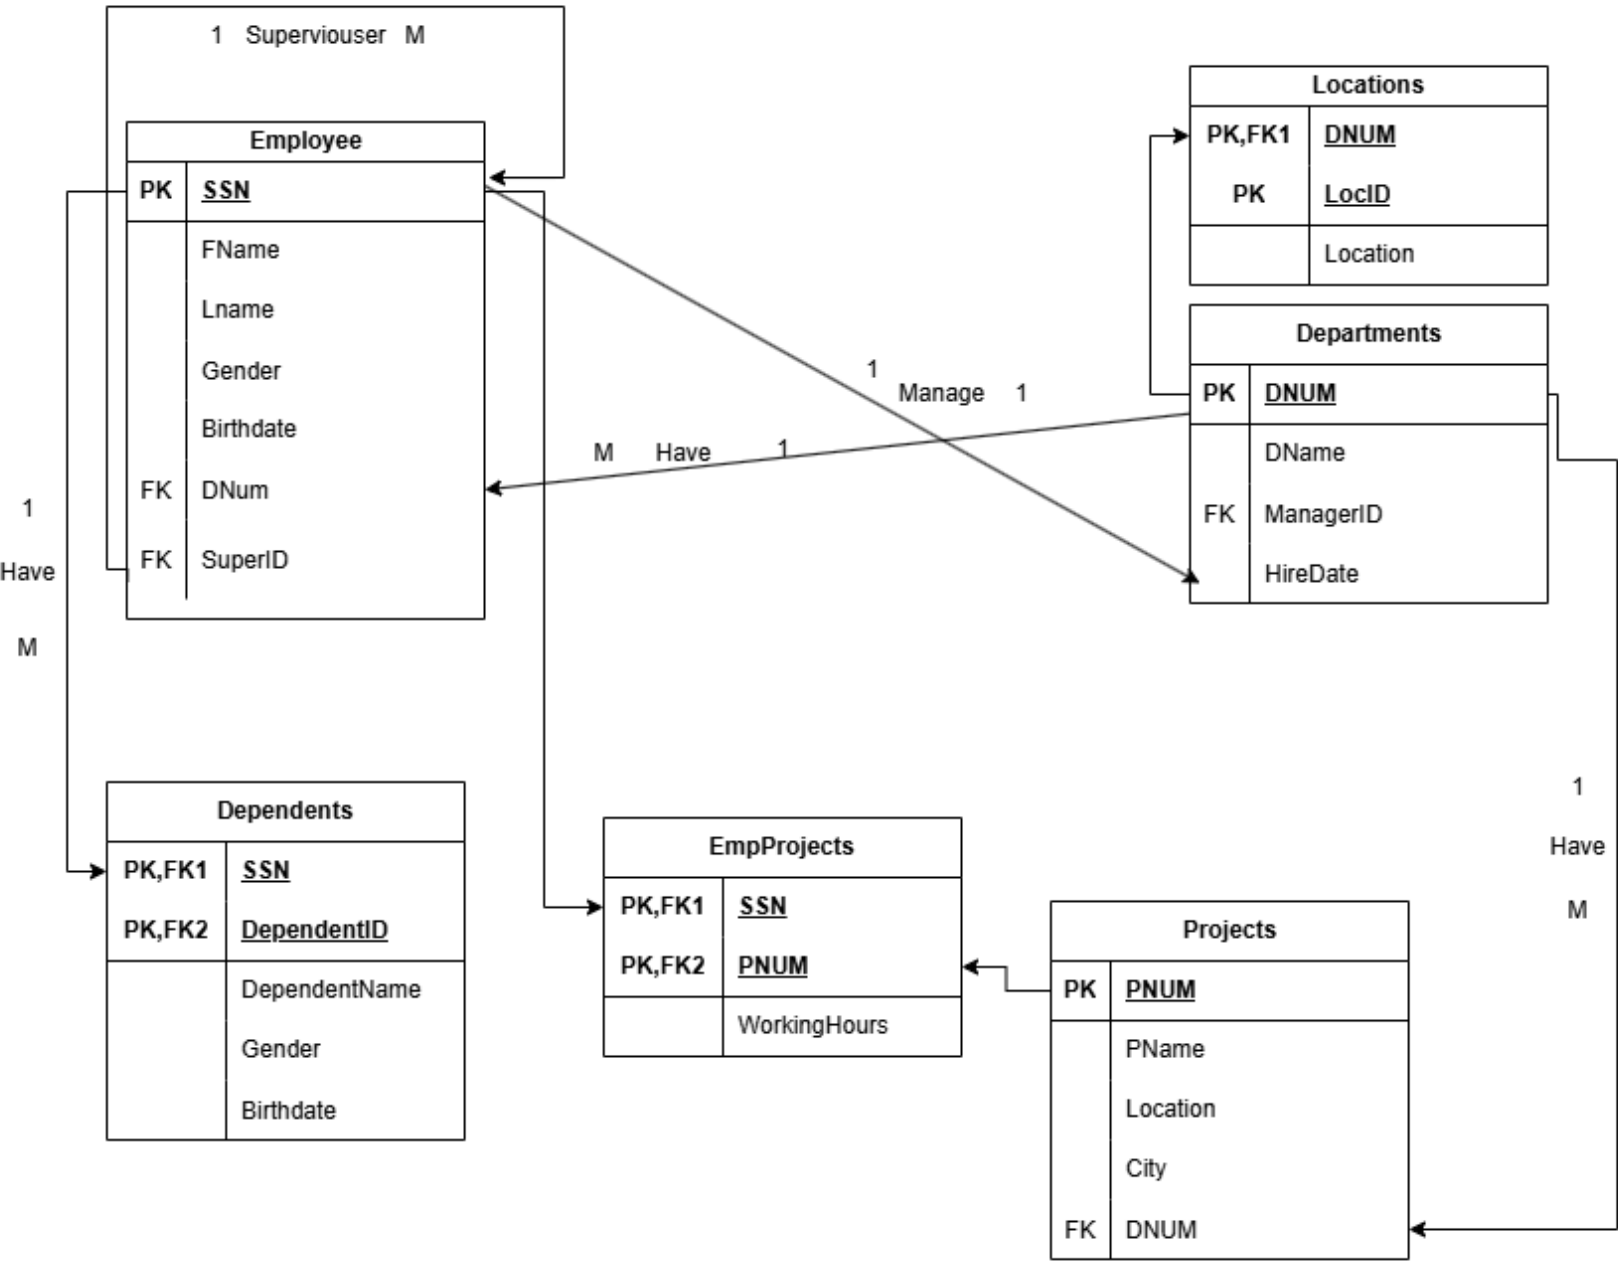 1 Superviouser M
Employee
PK SSN
FName
Lname
Gender
Birthdate
FK DNum
FK SuperID
Locations
PK,FK1 DNUM
PK LocID
Location
Departments
PK DNUM
DName
FK ManagerID
HireDate
1
Manage 1
M Have 1
1
Have
M
Dependents
PK,FK1 SSN
PK,FK2 DependentID
DependentName
Gender
Birthdate
EmpProjects
PK,FK1 SSN
PK,FK2 PNUM
WorkingHours
1
Have
M
Projects
PK PNUM
PName
Location
City
FK DNUM